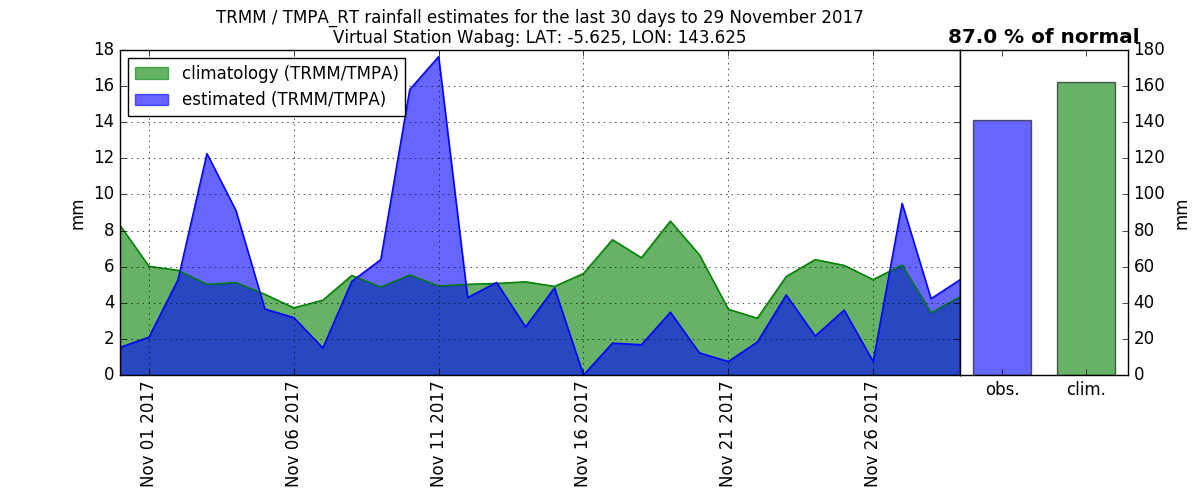 TRMM / TMPA_RT rainfall estimates for the last 30 days to 29 November 2017
Virtual Station Wabag: LAT: -5.625, LON: 143.625
87.0 % of normal
climatology (TRMM/TMPA)
estimated (TRMM/TMPA)
mm
18
16
14
12
10
8
6
4
2
0
Nov 01 2017
Nov 06 2017
Nov 11 2017
Nov 16 2017
Nov 21 2017
Nov 26 2017
obs.
clim.
180
160
140
120
100
80
60
40
20
0
mm